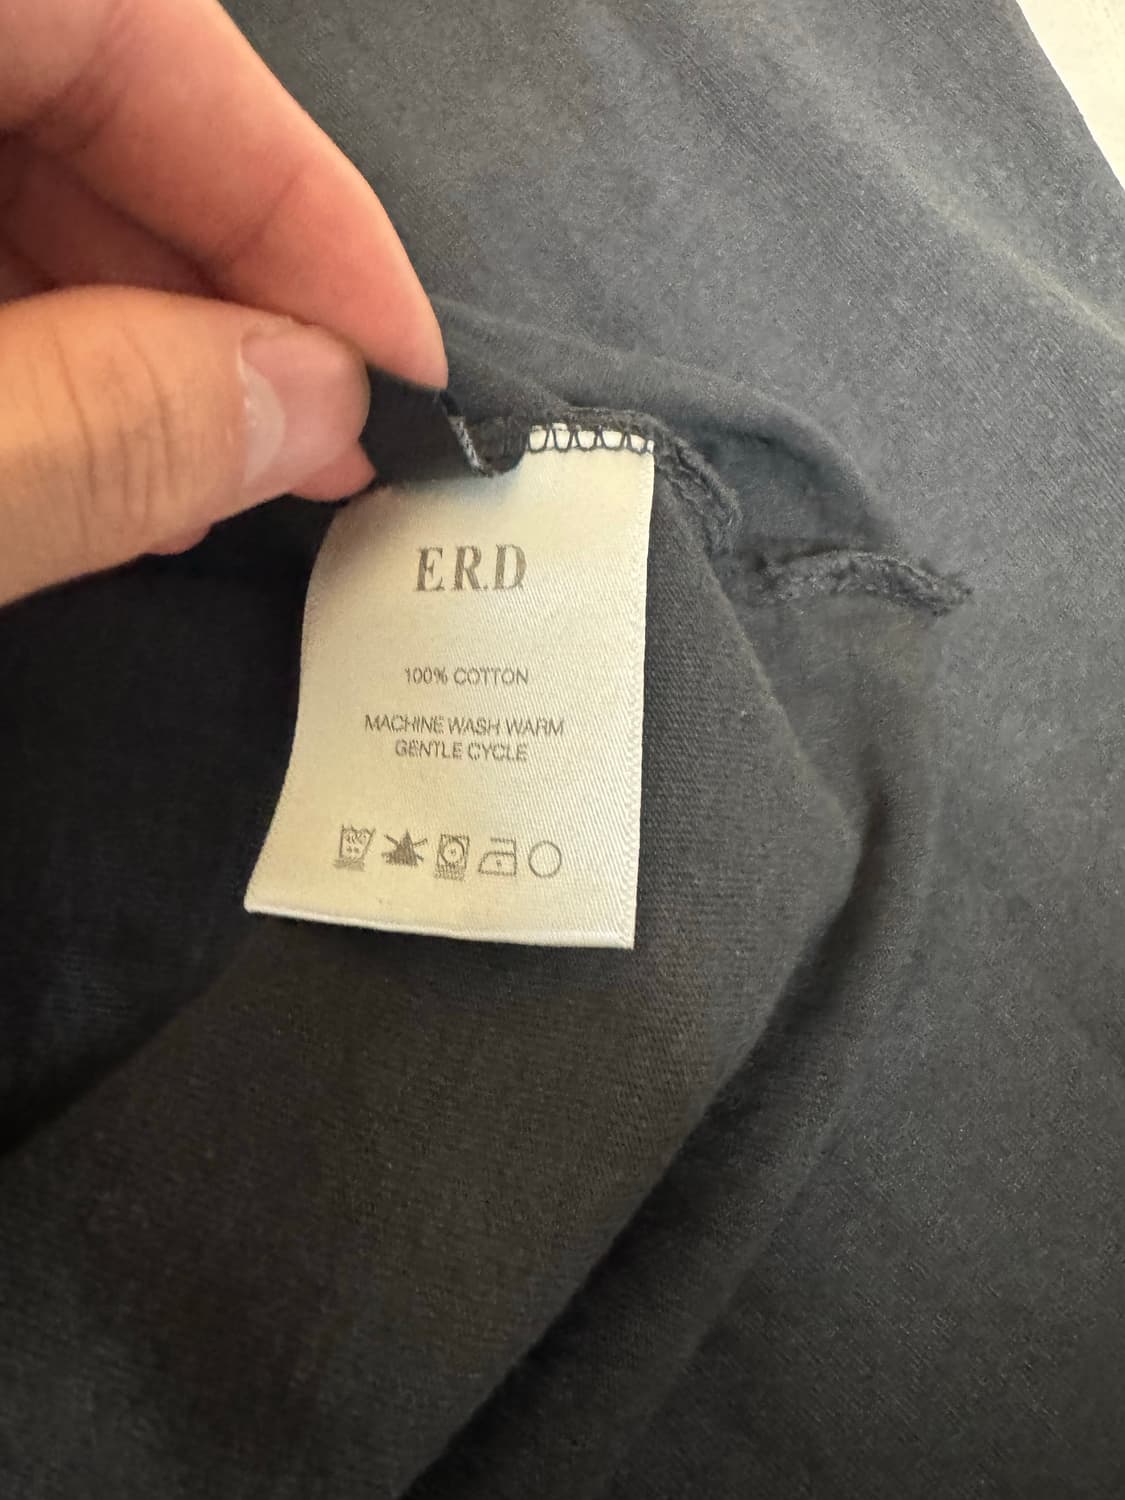 E.R.D
100% COTTON
MACHINE WASH WARM
GENTLE CYCLE